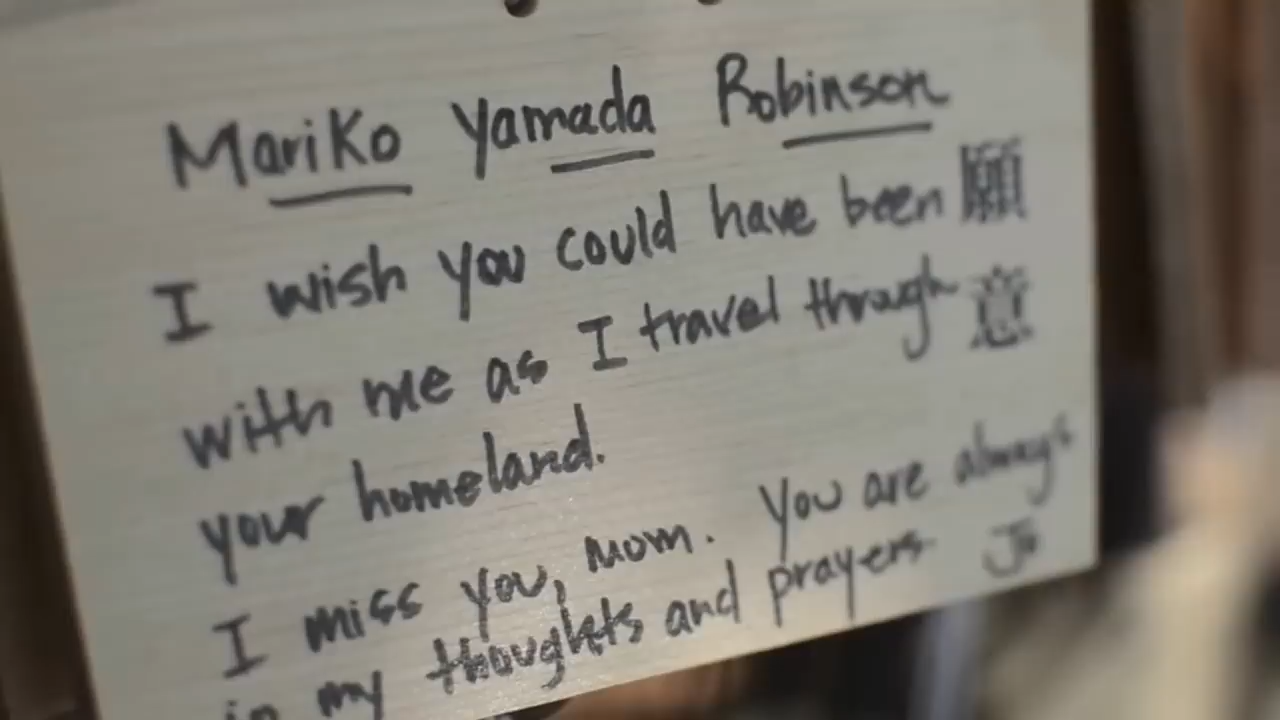 Mariko Yamada Robinson
I wish you could have been
with me as I travel through
your homeland.
I miss you, mom. You are always
in my thoughts and prayers
願意